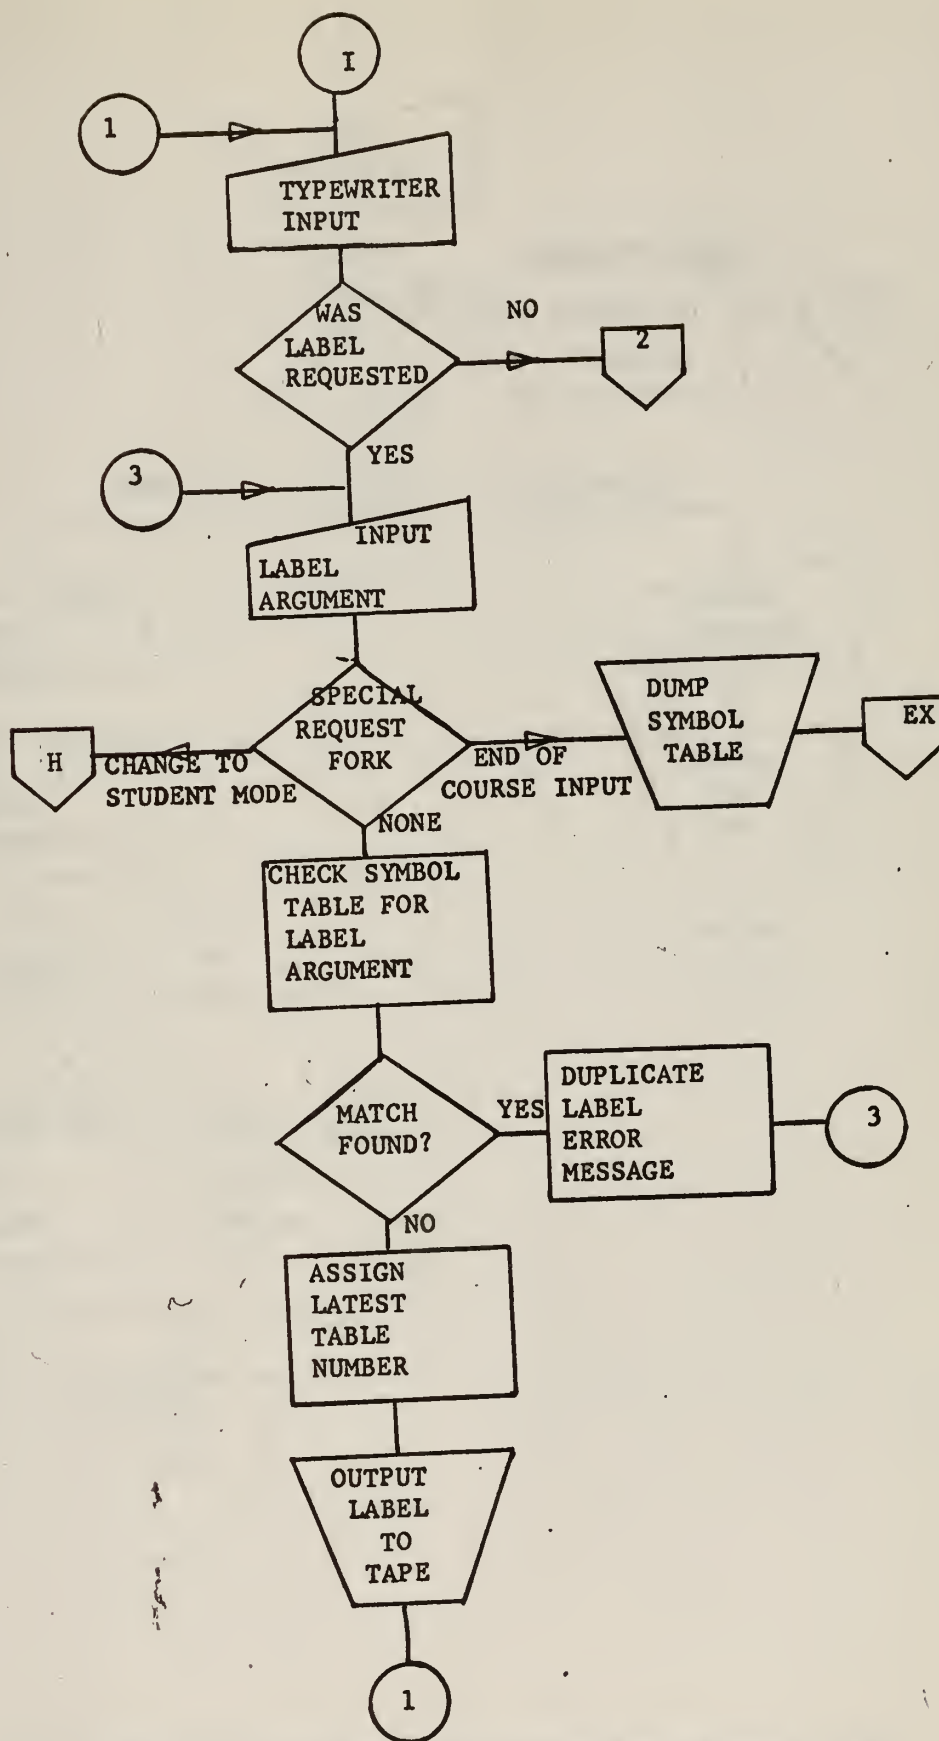 I
1
TYPEWRITER
INPUT
WAS
LABEL
REQUESTED
NO
2
YES
3
INPUT
LABEL
ARGUMENT
SPECIAL
REQUEST
FORK
H
CHANGE TO
STUDENT MODE
END OF
COURSE INPUT
DUMP
SYMBOL
TABLE
EX
NONE
CHECK SYMBOL
TABLE FOR
LABEL
ARGUMENT
MATCH
FOUND?
YES
DUPLICATE
LABEL
ERROR
MESSAGE
3
NO
ASSIGN
LATEST
TABLE
NUMBER
OUTPUT
LABEL
TO
TAPE
1